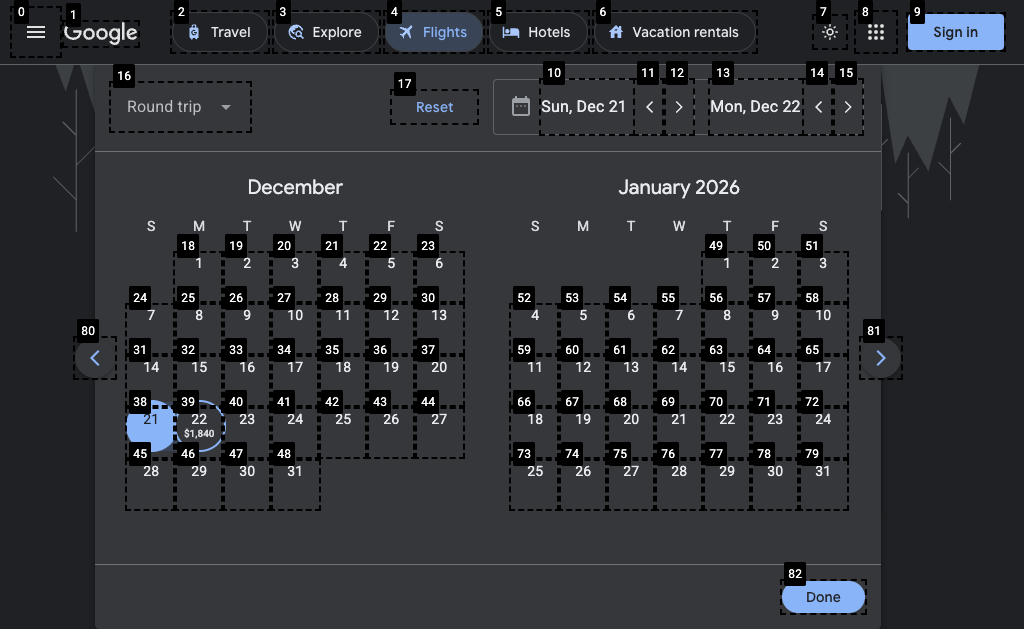 0 1 2 3 4 5 6 7 8 9
Google Travel Explore Flights Hotels Vacation rentals Sign in
16 17 10 11 12 13 14 15
Round trip Reset Sun, Dec 21 Mon, Dec 22
December
S M T W T F S
18 19 20 21 22 23
1 2 3 4 5 6
24 25 26 27 28 29 30
7 8 9 10 11 12 13
31 32 33 34 35 36 37
14 15 16 17 18 19 20
38 39 40 41 42 43 44
21 22 23 24 25 26 27
$1,840
45 46 47 48
28 29 30 31
January 2026
S M T W T F S
49 50 51
1 2 3
52 53 54 55 56 57 58
4 5 6 7 8 9 10
59 60 61 62 63 64 65
11 12 13 14 15 16 17
66 67 68 69 70 71 72
18 19 20 21 22 23 24
73 74 75 76 77 78 79
25 26 27 28 29 30 31
80 81
82
Done